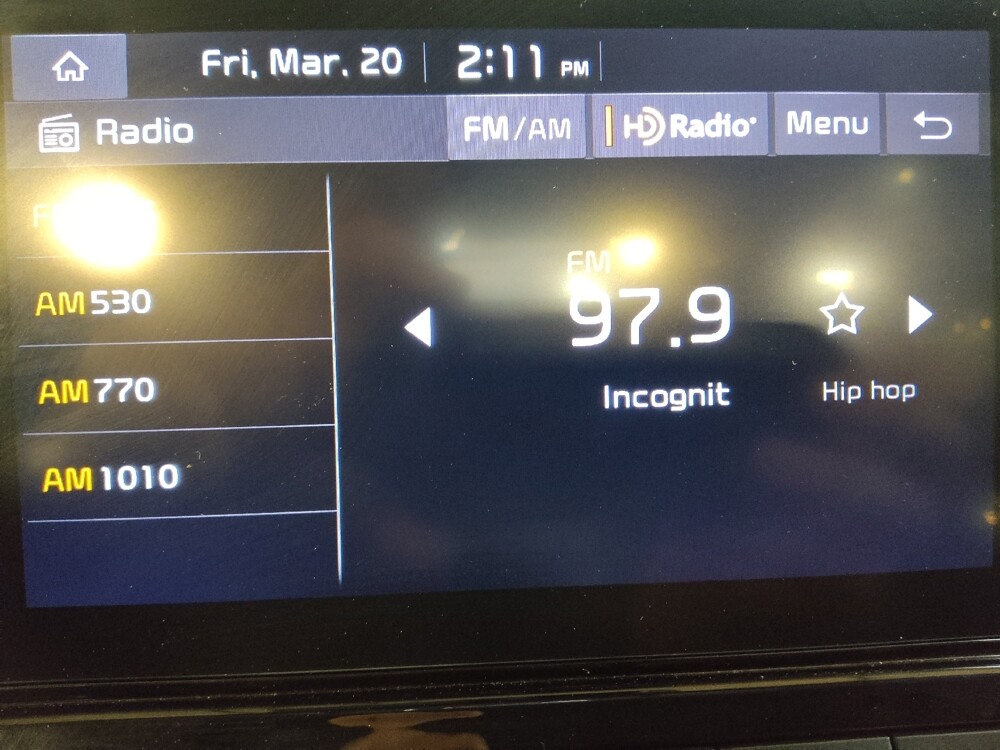 Fri, Mar. 20 2:11 PM
Radio FM/AM HD Radio Menu
AM 530
AM 770
AM 1010
FM
97.9
Incognit
Hip hop